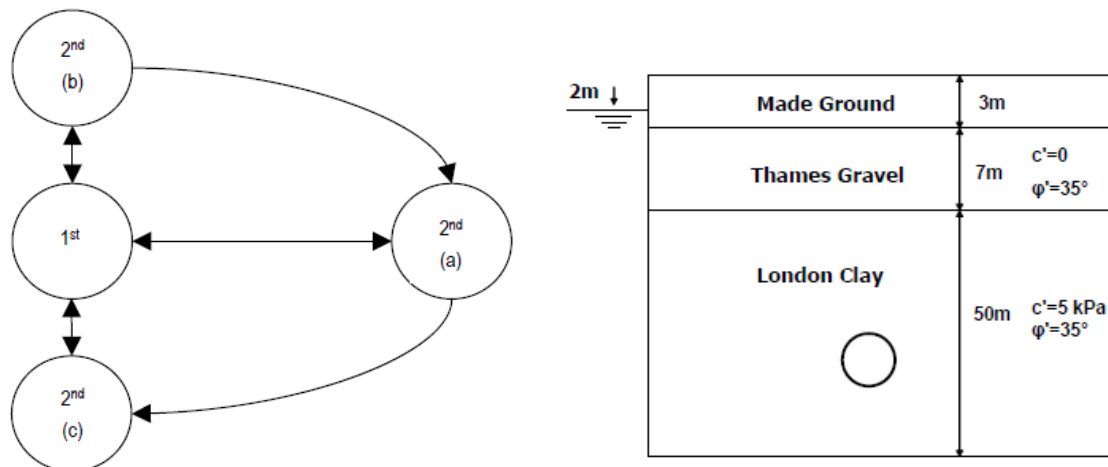 2nd
(b)
1st
2nd
(a)
2nd
(c)
2m
Made Ground
3m
Thames Gravel
7m
c'=0
φ'=35°
London Clay
50m
c'=5 kPa
φ'=35°